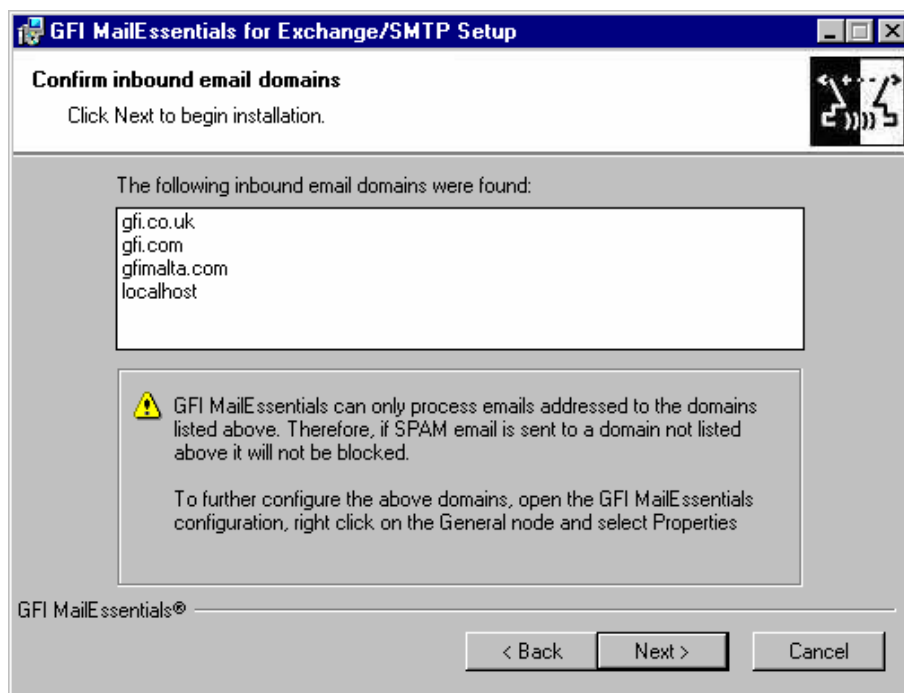 GFI MailEssentials for Exchange/SMTP Setup
Confirm inbound email domains
Click Next to begin installation.
The following inbound email domains were found:
gfi.co.uk
gfi.com
gfimalta.com
localhost
GFI MailEssentials can only process emails addressed to the domains
listed above. Therefore, if SPAM email is sent to a domain not listed
above it will not be blocked.
To further configure the above domains, open the GFI MailEssentials
configuration, right click on the General node and select Properties
GFI MailEssentials®
< Back
Next >
Cancel